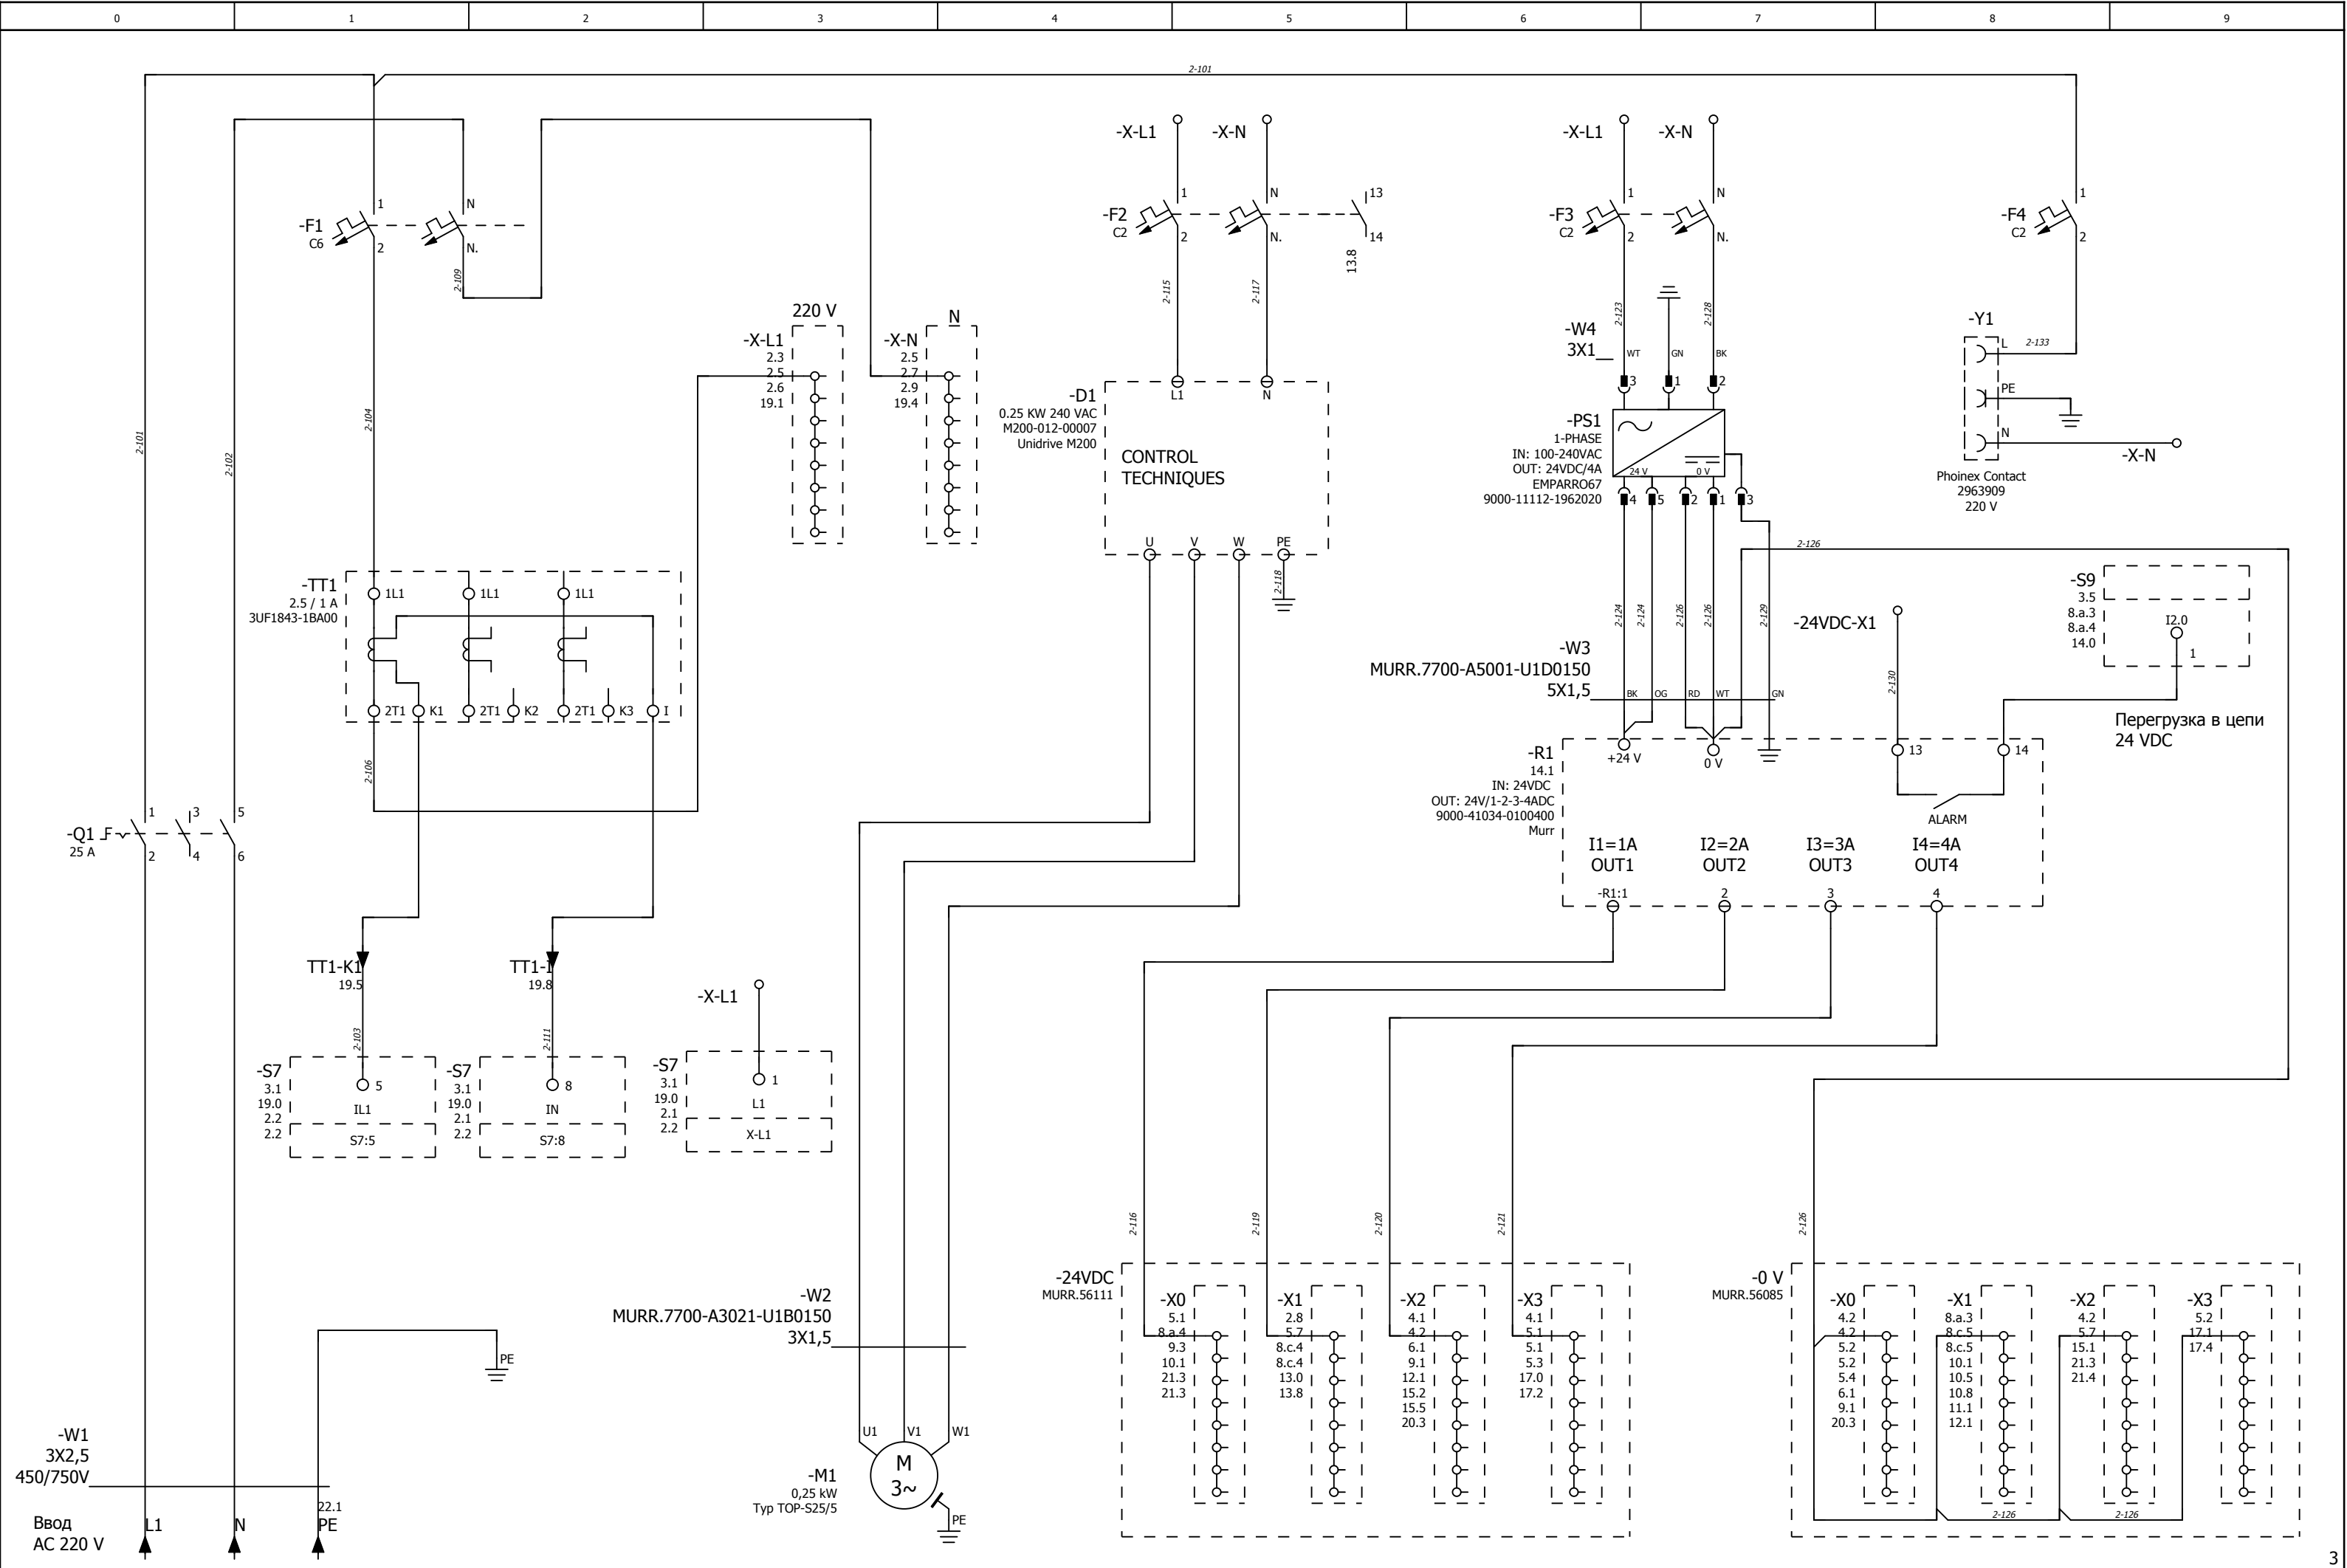 0
1
2
3
4
5
6
7
8
9
2-101
-X-L1
-X-N
-X-L1
-X-N
-F1
C6
1
2
N
N.
2-109
-F2
C2
1
2
N
N.
13
14
13.8
-F3
C2
1
2
N
N.
-F4
C2
1
2
2-115
2-117
2-123
2-128
220 V
-X-L1
2.3
2.5
2.6
19.1
N
-X-N
2.5
2.7
2.9
19.4
-W4
3X1
WT
GN
BK
3
1
2
-Y1
L
2-133
PE
N
-X-N
Phoinex Contact
2963909
220 V
2-101
2-102
2-104
-D1
0.25 KW 240 VAC
M200-012-00007
Unidrive M200
L1
N
CONTROL
TECHNIQUES
U
V
W
PE
2-118
-PS1
1-PHASE
IN: 100-240VAC
OUT: 24VDC/4A
EMPARRO67
9000-11112-1962020
24 V
0 V
4
5
2
1
3
2-126
-TT1
2.5 / 1 A
3UF1843-1BA00
1L1
1L1
1L1
2T1
K1
2T1
K2
2T1
K3
I
2-106
2-124
2-124
2-126
2-126
2-129
-24VDC-X1
2-130
-S9
3.5
8.a.3
8.a.4
14.0
I2.0
1
-W3
MURR.7700-A5001-U1D0150
5X1,5
BK
OG
RD
WT
GN
Перегрузка в цепи
24 VDC
-R1
14.1
IN: 24VDC
OUT: 24V/1-2-3-4ADC
9000-41034-0100400
Murr
+24 V
0 V
13
14
ALARM
I1=1A
OUT1
I2=2A
OUT2
I3=3A
OUT3
I4=4A
OUT4
-R1:1
2
3
4
-Q1
25 A
1
2
3
4
5
6
TT1-K1
19.5
2-103
TT1-I
19.8
2-111
-X-L1
-S7
3.1
19.0
2.2
2.2
5
IL1
S7:5
-S7
3.1
19.0
2.1
2.2
8
IN
S7:8
-S7
3.1
19.0
2.1
2.2
1
L1
X-L1
2-116
2-119
2-120
2-121
2-126
-W2
MURR.7700-A3021-U1B0150
3X1,5
-24VDC
MURR.56111
-X0
5.1
8.a.4
9.3
10.1
21.3
21.3
-X1
2.8
5.7
8.c.4
8.c.4
13.0
13.8
-X2
4.1
4.2
6.1
9.1
12.1
15.2
15.5
20.3
-X3
4.1
5.1
5.1
5.3
17.0
17.2
-0 V
MURR.56085
-X0
4.2
4.2
5.2
5.2
5.4
6.1
9.1
20.3
-X1
8.a.3
8.c.5
8.c.5
10.1
10.5
10.8
11.1
12.1
-X2
4.2
5.7
15.1
21.3
21.4
-X3
5.2
17.1
17.4
2-126
2-126
PE
-W1
3X2,5
450/750V
Ввод
AC 220 V
L1
N
22.1
PE
-M1
0,25 kW
Typ TOP-S25/5
U1
V1
W1
M
3~
PE
3